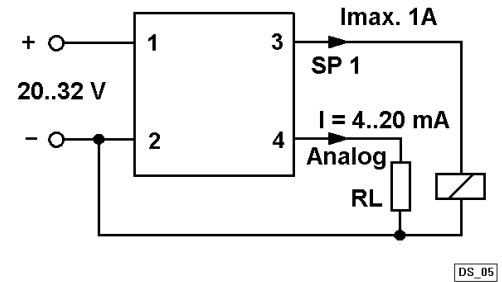 Imax. 1A
+ 1 3
SP 1
20..32 V
I = 4..20 mA
− 2 4
Analog
RL
DS_05